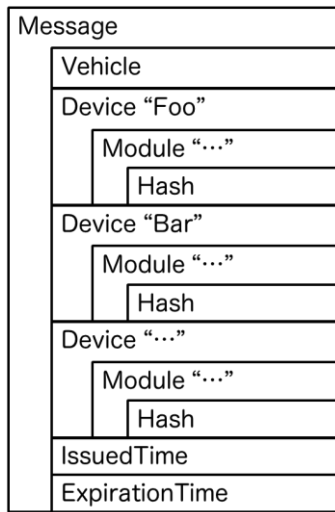 Message
Vehicle
Device “Foo”
Module “…”
Hash
Device “Bar”
Module “…”
Hash
Device “…”
Module “…”
Hash
IssuedTime
ExpirationTime